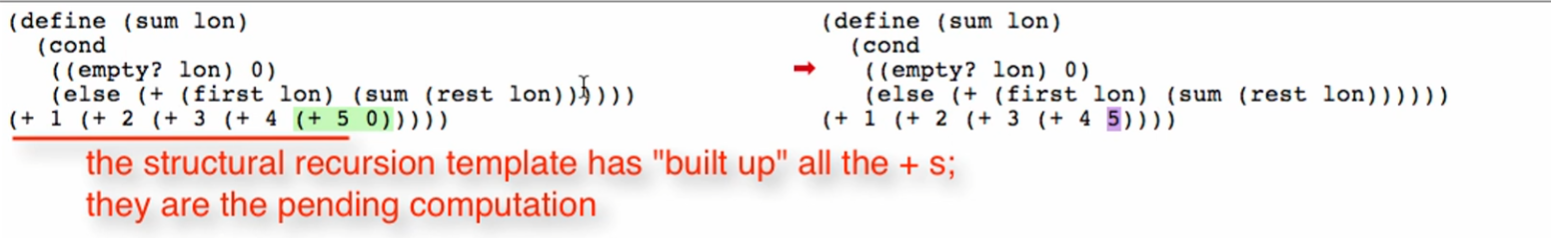 (define (sum lon)
(cond
((empty? lon) 0)
(else (+ (first lon) (sum (rest lon))))))
(+ 1 (+ 2 (+ 3 (+ 4 (+ 5 0)))))
the structural recursion template has "built up" all the + s;
they are the pending computation
(define (sum lon)
(cond
((empty? lon) 0)
(else (+ (first lon) (sum (rest lon))))))
(+ 1 (+ 2 (+ 3 (+ 4 5))))